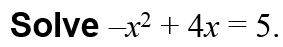 Solve –x² + 4x = 5.